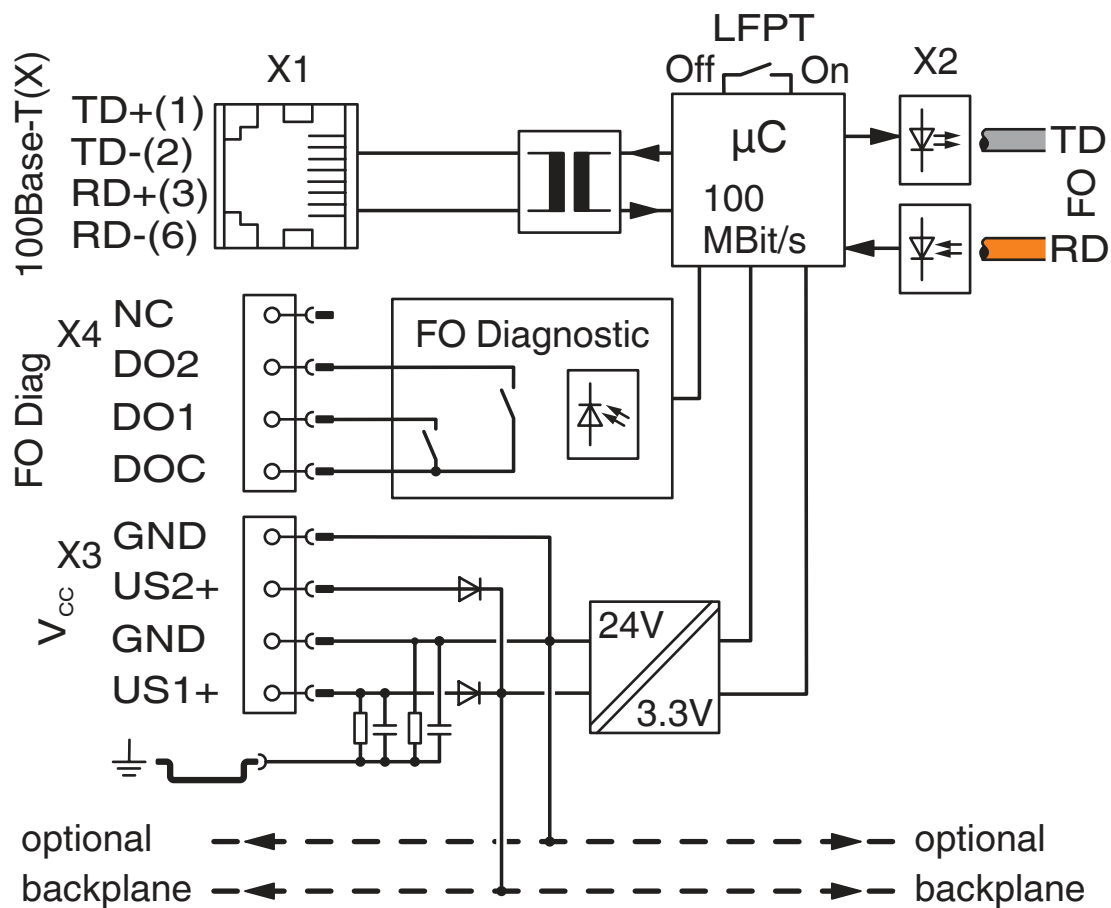 LFPT
Off On
X1
X2
100Base-T(X)
TD+(1)
TD-(2)
RD+(3)
RD-(6)
µC
100
MBit/s
TD
FO
RD
FO Diag
X4
NC
DO2
DO1
DOC
FO Diagnostic
VCC
X3
GND
US2+
GND
US1+
24V
3.3V
optional
optional
backplane
backplane